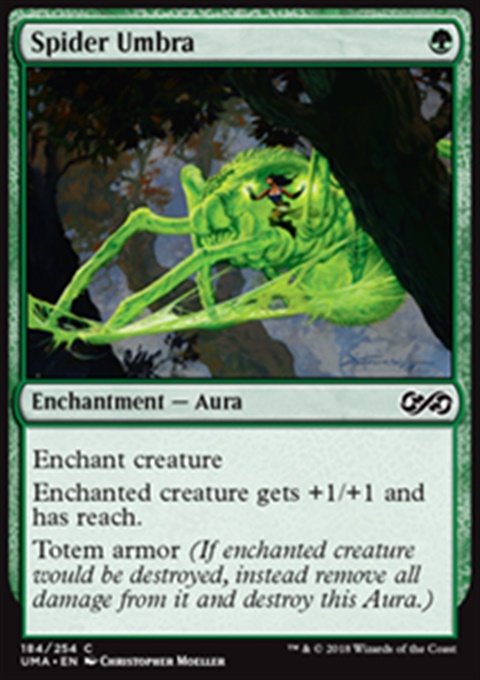 Spider Umbra
Enchantment — Aura
Enchant creature
Enchanted creature gets +1/+1 and
has reach.
Totem armor (If enchanted creature
would be destroyed, instead remove all
damage from it and destroy this Aura.)
184/254 C
™ & © 2018 Wizards of the Coast
UMA • EN Christopher Moeller